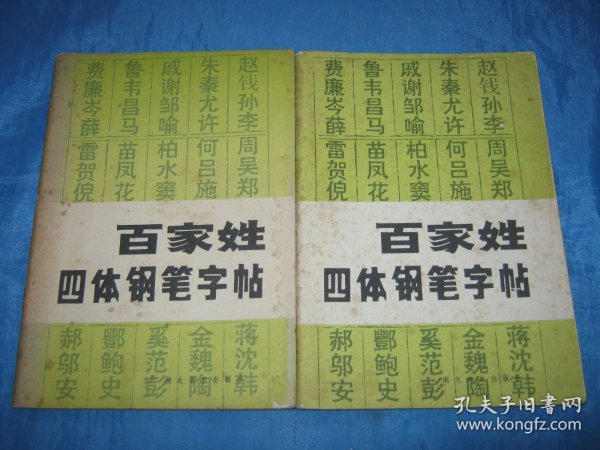 赵钱孙李
朱秦尤许
戚谢邹喻
鲁韦昌马
费廉岑薛
周吴郑
何吕施
柏水窦
苗凤花
雷贺倪
百家姓
四体钢笔字帖
蒋沈韩
金魏陶
奚范彭
酆鲍史
郝邬安
赵钱孙李
朱秦尤许
戚谢邹喻
鲁韦昌马
费廉岑薛
周吴郑
何吕施
柏水窦
苗凤花
雷贺倪
百家姓
四体钢笔字帖
蒋沈韩
金魏陶
奚范彭
酆鲍史
郝邬安
孔夫子旧书网
www.kongfz.com